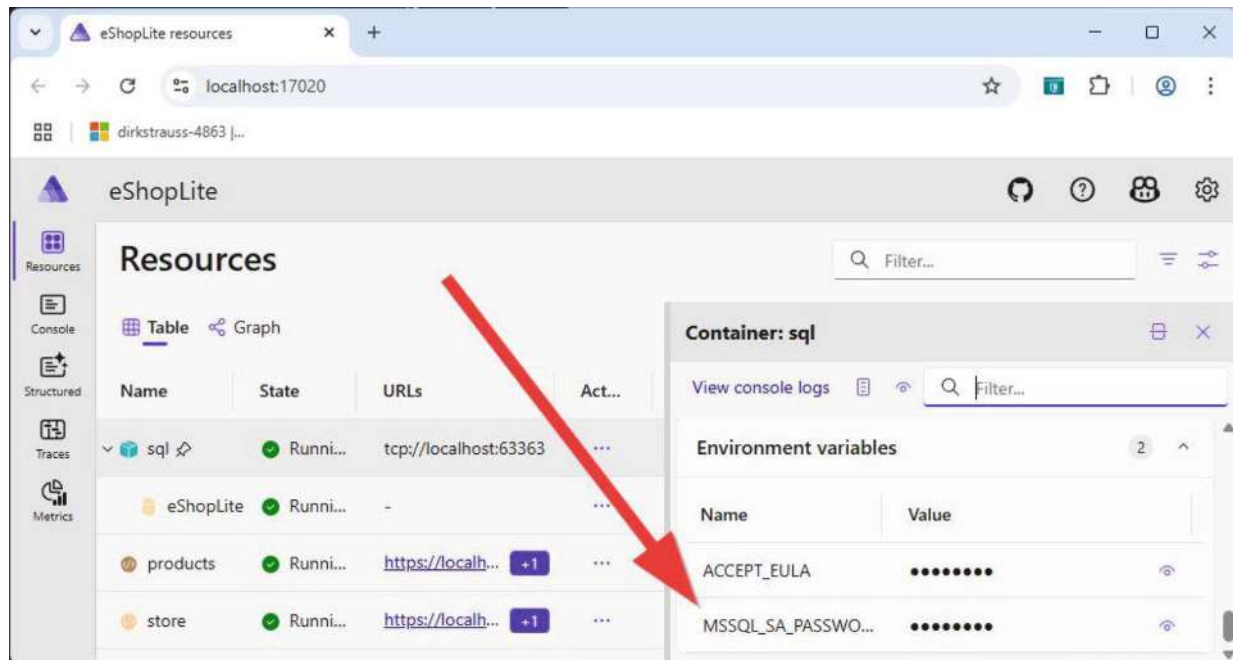 eShopLite resources
localhost:17020
dirkstrauss-4863 |...
eShopLite
Resources
Console
Structured
Traces
Metrics
Resources
Filter...
Table
Graph
Name State URLs Act...
sql Runni... tcp://localhost:63363 ...
eShopLite Runni... - ...
products Runni... https://localh... +1 ...
store Runni... https://localh... +1 ...
Container: sql
View console logs
Filter...
Environment variables 2
Name Value
ACCEPT_EULA ●●●●●●●●
MSSQL_SA_PASSWO... ●●●●●●●●